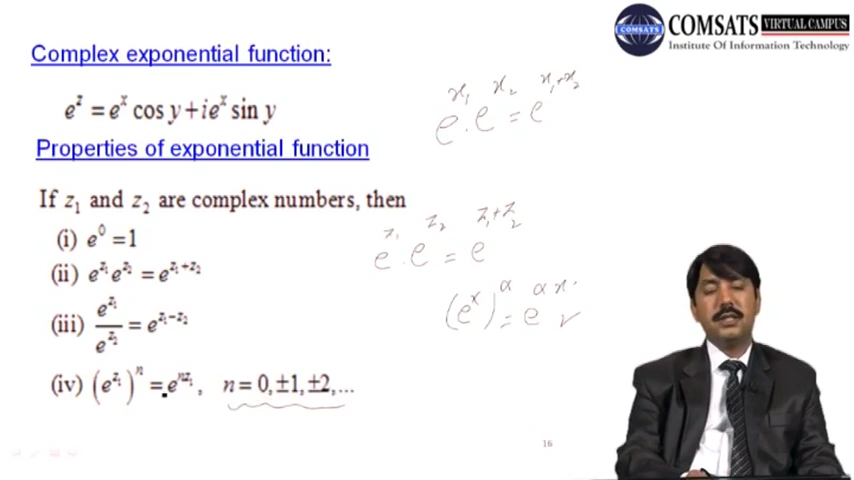 COMSATS VIRTUAL CAMPUS
Institute Of Information Technology
COMSATS
Complex exponential function:
e^z = e^x cos y + ie^x sin y
e^x₁ . e^x₂ = e^x₁+x₂
Properties of exponential function
If z₁ and z₂ are complex numbers, then
(i) e^0 = 1
(ii) e^z₁ e^z₂ = e^z₁+z₂
(iii) e^z₁ / e^z₂ = e^z₁−z₂
(iv) (e^z₁)^n = e^nz₁ , n = 0, ±1, ±2, ...
e^z₁ . e^z₂ = e^z₁+z₂
(e^x)^α = e^αx
16